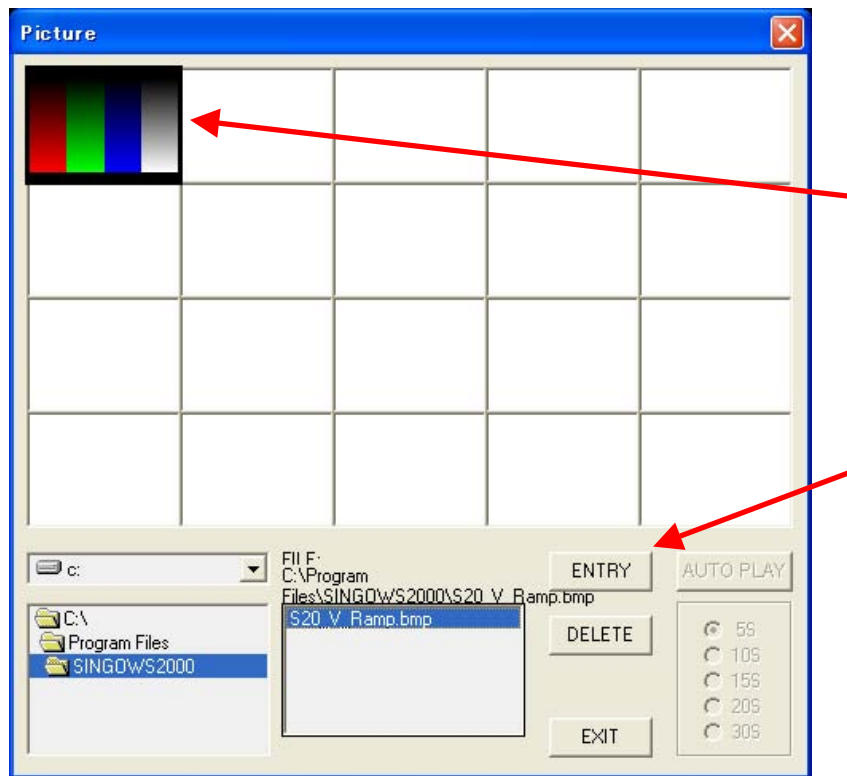 Picture
c:
C:\
Program Files
SINGOWS2000
FILE:
C:\Program
Files\SINGOWS2000\S20_V_Ramp.bmp
S20_V_Ramp.bmp
ENTRY
DELETE
EXIT
AUTO PLAY
5S
10S
15S
20S
30S